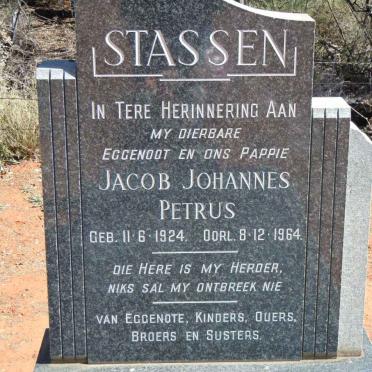 STASSEN
IN TERE HERINNERING AAN
MY DIERBARE
EGGENOOT EN ONS PAPPIE
JACOB JOHANNES
PETRUS
GEB. 11·6·1924. OORL. 8·12·1964.
DIE HERE IS MY HERDER,
NIKS SAL MY ONTBREEK NIE
VAN EGGENOTE, KINDERS, OUERS,
BROERS EN SUSTERS.